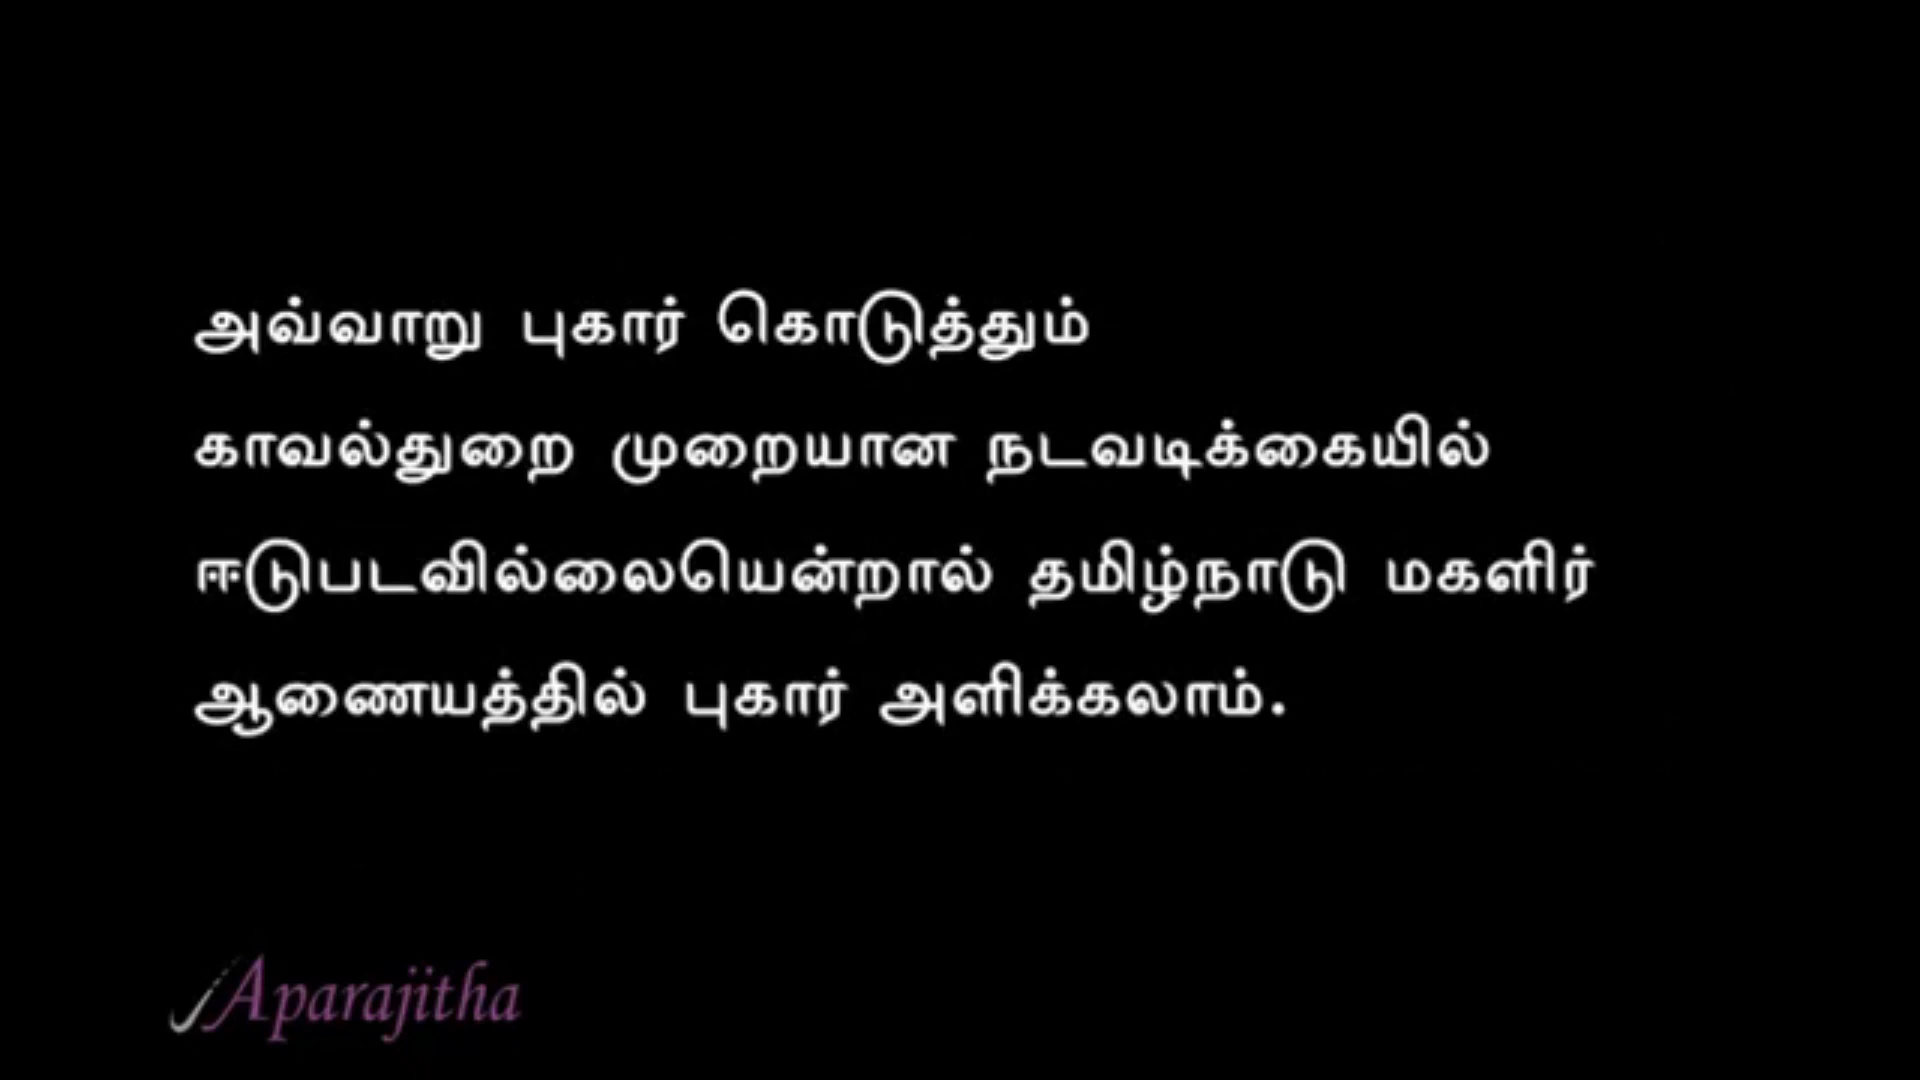 அவ்வாறு புகார் கொடுத்தும்
காவல்துறை முறையான நடவடிக்கையில்
ஈடுபடவில்லையென்றால் தமிழ்நாடு மகளிர்
ஆணையத்தில் புகார் அளிக்கலாம்.
Aparajitha